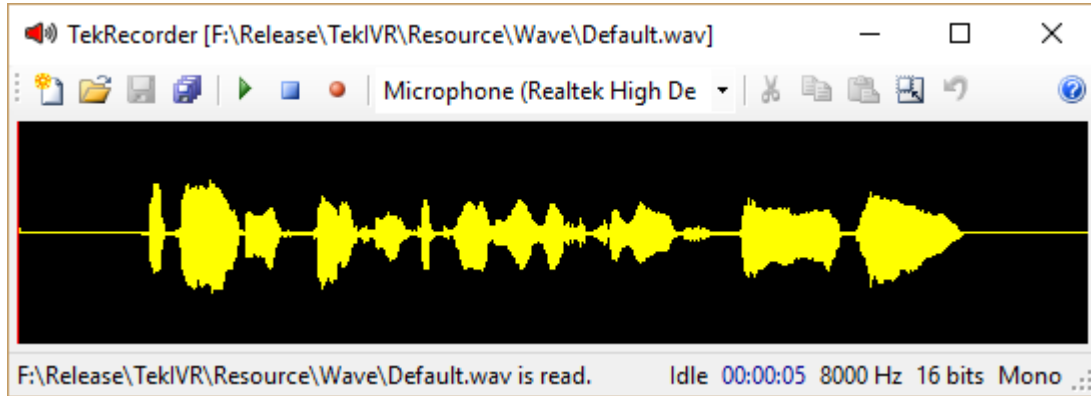 TekRecorder [F:\Release\TekIVR\Resource\Wave\Default.wav]
Microphone (Realtek High De
F:\Release\TekIVR\Resource\Wave\Default.wav is read. Idle 00:00:05 8000 Hz 16 bits Mono